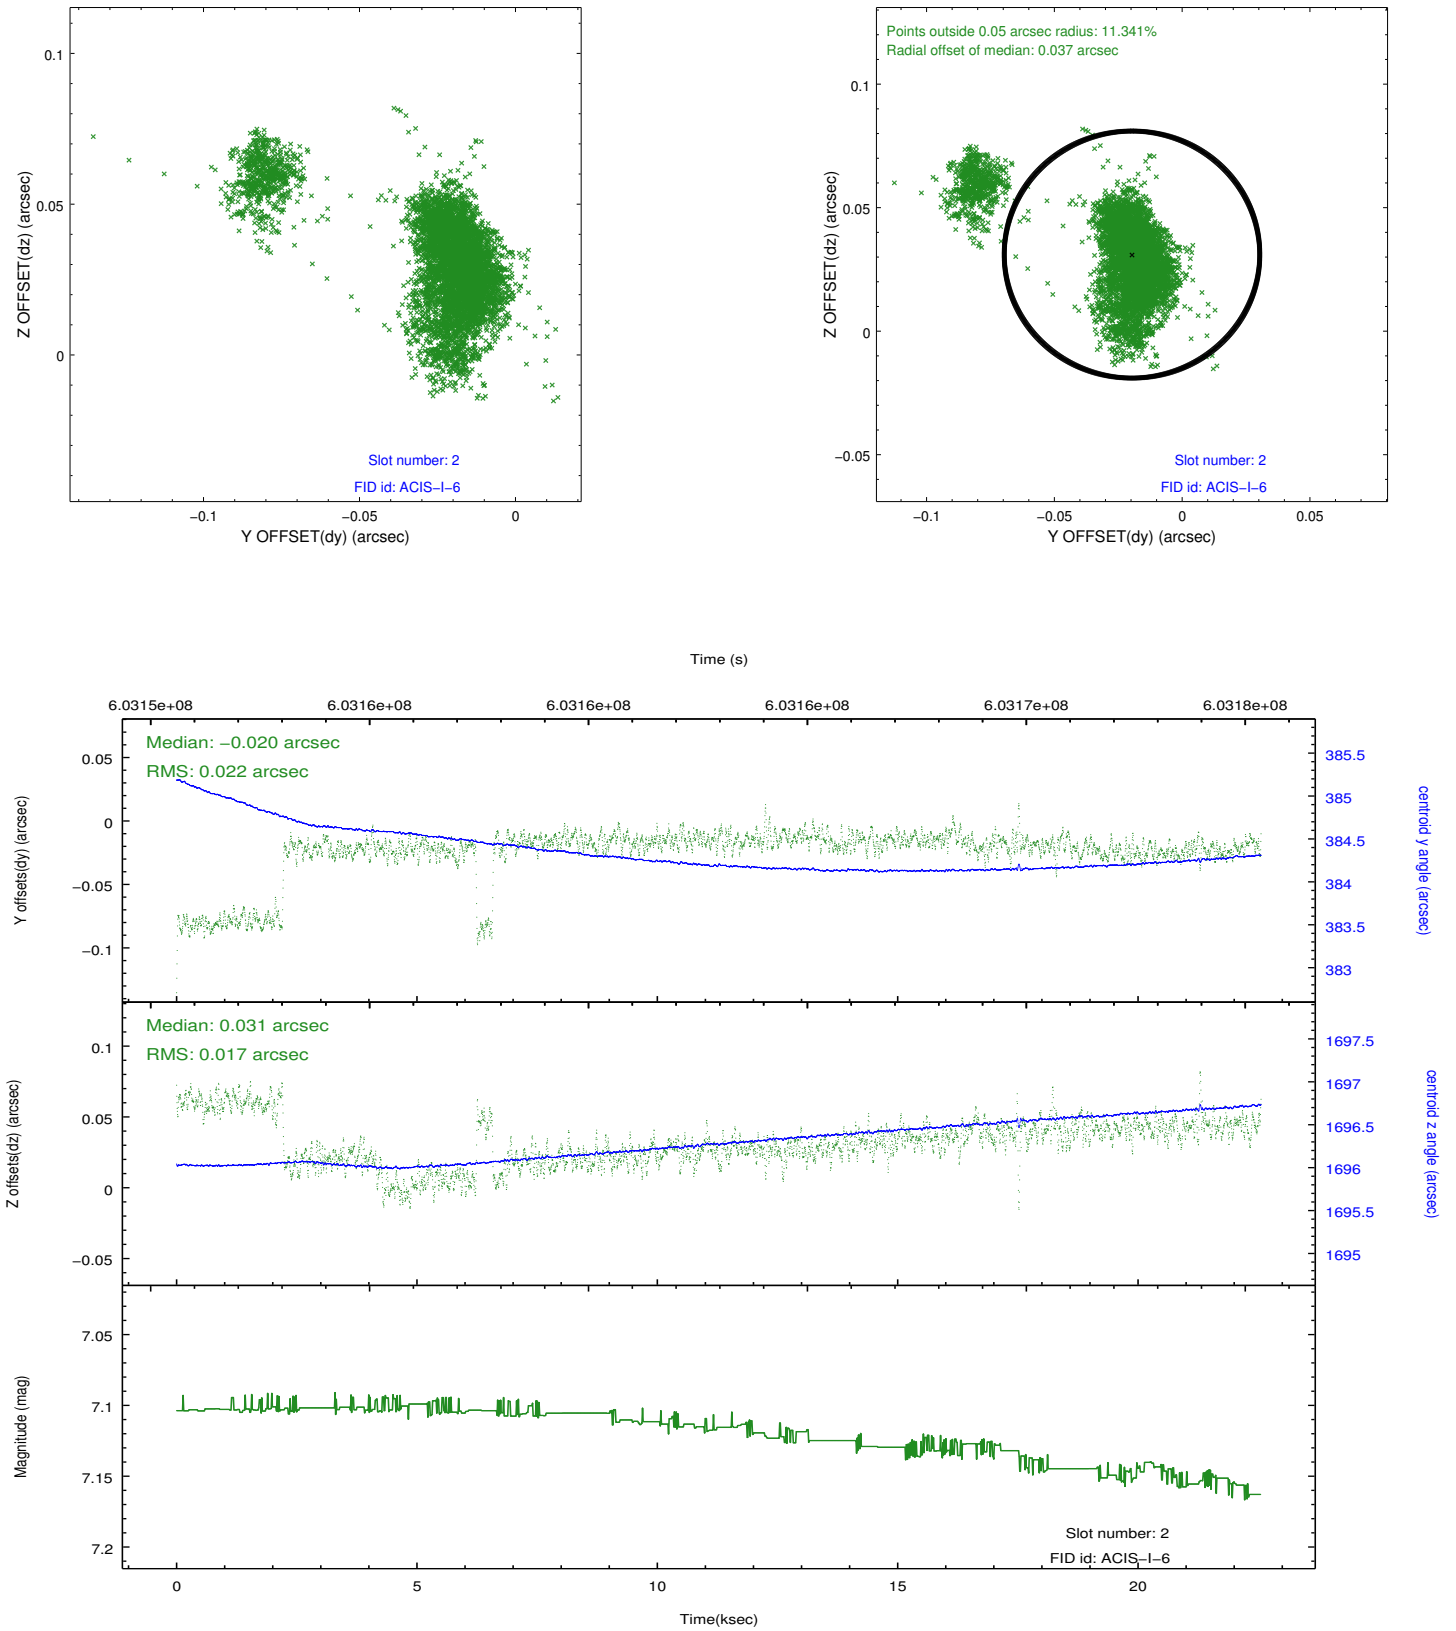 0.1
0.05
0
Z OFFSET(dz) (arcsec)
Slot number: 2
FID id: ACIS−I−6
−0.1
−0.05
0
Y OFFSET(dy) (arcsec)
Points outside 0.05 arcsec radius: 11.341%
Radial offset of median: 0.037 arcsec
0.1
0.05
0
−0.05
Z OFFSET(dz) (arcsec)
Slot number: 2
FID id: ACIS−I−6
−0.1
−0.05
0
0.05
Y OFFSET(dy) (arcsec)
Time (s)
6.0315e+08
6.0316e+08
6.0316e+08
6.0316e+08
6.0317e+08
6.0318e+08
Median: −0.020 arcsec
RMS: 0.022 arcsec
0.05
0
−0.05
−0.1
Y offsets(dy) (arcsec)
385.5
385
384.5
384
383.5
383
centroid y angle (arcsec)
Median: 0.031 arcsec
RMS: 0.017 arcsec
0.1
0.05
0
−0.05
Z offsets(dz) (arcsec)
1697.5
1697
1696.5
1696
1695.5
1695
centroid z angle (arcsec)
7.05
7.1
7.15
7.2
Magnitude (mag)
Slot number: 2
FID id: ACIS−I−6
0
5
10
15
20
Time(ksec)